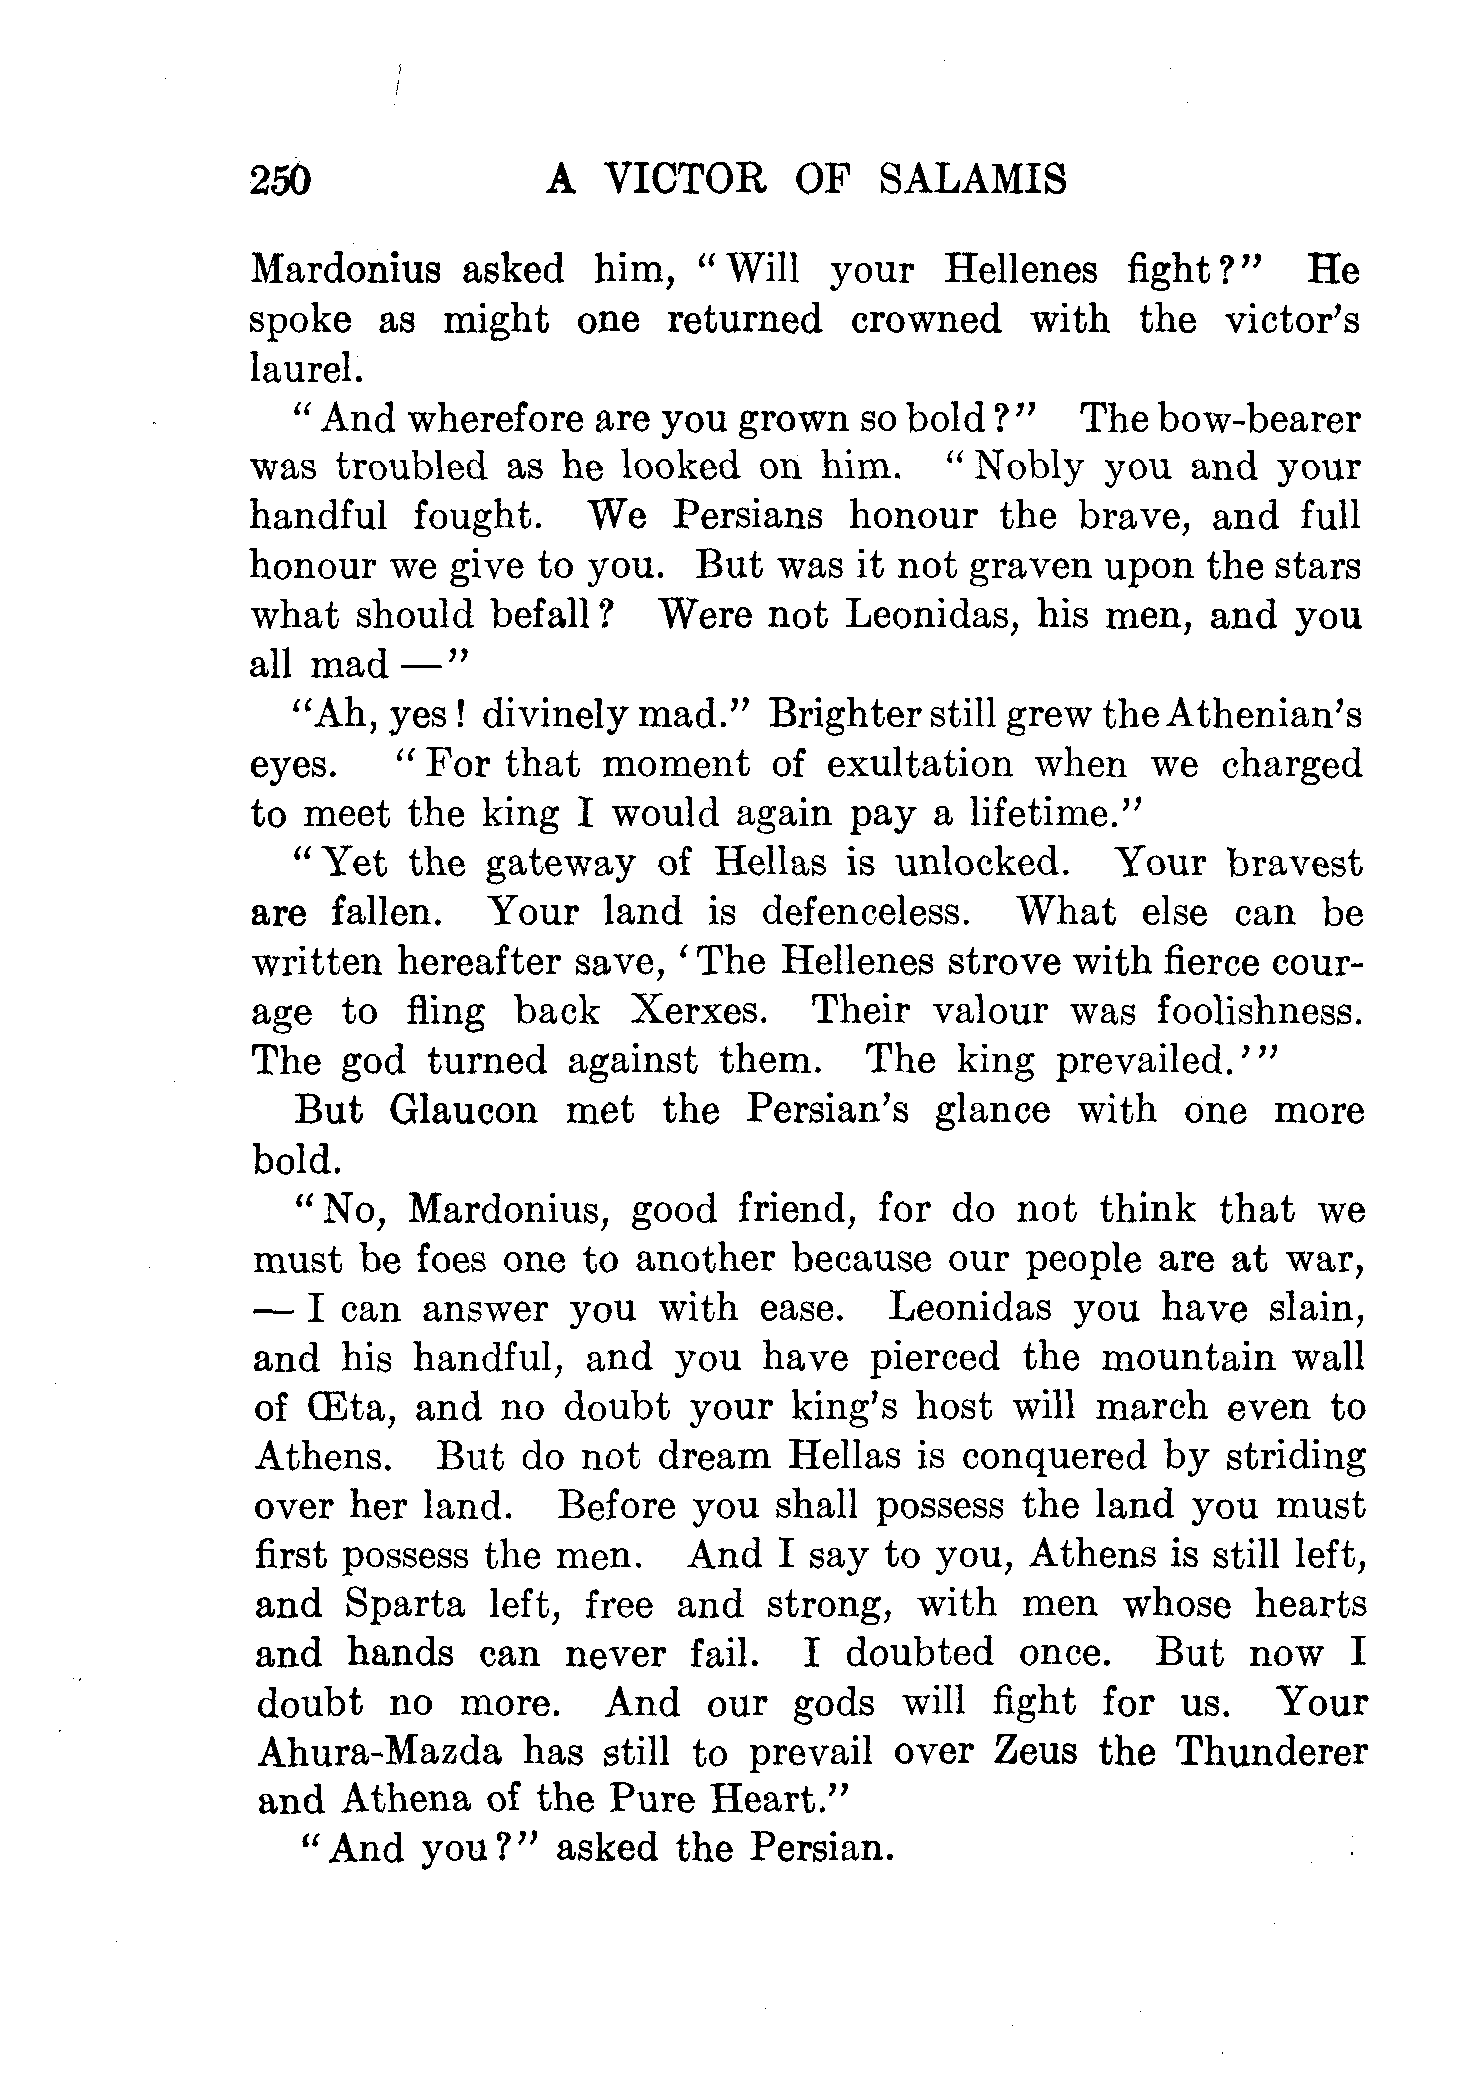 250 A VICTOR OF SALAMIS
Mardonius asked him, “Will your Hellenes fight?” He
spoke as might one returned crowned with the victor’s
laurel.
“And wherefore are you grown so bold?” The bow-bearer
was troubled as he looked on him. “Nobly you and your
handful fought. We Persians honour the brave, and full
honour we give to you. But was it not graven upon the stars
what should befall? Were not Leonidas, his men, and you
all mad —”
“Ah, yes! divinely mad.” Brighter still grew the Athenian’s
eyes. “For that moment of exultation when we charged
to meet the king I would again pay a lifetime.”
“Yet the gateway of Hellas is unlocked. Your bravest
are fallen. Your land is defenceless. What else can be
written hereafter save, ‘The Hellenes strove with fierce cour-
age to fling back Xerxes. Their valour was foolishness.
The god turned against them. The king prevailed.’”
But Glaucon met the Persian’s glance with one more
bold.
“No, Mardonius, good friend, for do not think that we
must be foes one to another because our people are at war,
— I can answer you with ease. Leonidas you have slain,
and his handful, and you have pierced the mountain wall
of Œta, and no doubt your king’s host will march even to
Athens. But do not dream Hellas is conquered by striding
over her land. Before you shall possess the land you must
first possess the men. And I say to you, Athens is still left,
and Sparta left, free and strong, with men whose hearts
and hands can never fail. I doubted once. But now I
doubt no more. And our gods will fight for us. Your
Ahura-Mazda has still to prevail over Zeus the Thunderer
and Athena of the Pure Heart.”
“And you?” asked the Persian.